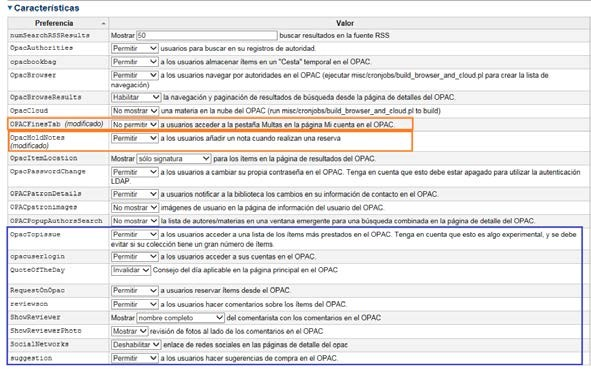 Características
Preferencia Valor
numSearchRSSResults Mostrar 50 buscar resultados en la fuente RSS
OpacAuthorities Permitir usuarios para buscar en su registros de autoridad.
opacbookbag Permitir a los usuarios almacenar ítems en un "Cesta" temporal en el OPAC.
OpacBrowser Permitir a los usuarios navegar por autoridades en el OPAC (ejecutar misc/cronjobs/build_browser_and_cloud.pl para crear la lista de
navegación)
OpacBrowseResults Habilitar la navegación y paginación de resultados de búsqueda desde la página de detalles del OPAC.
OpacCloud No mostrar una materia en la nube del OPAC (run misc/cronjobs/build_browser_and_cloud.pl to build)
OPACFinesTab (modificado) No permitir a usuarios acceder a la pestaña Multas en la página Mi cuenta en el OPAC.
OpacHoldNotes Permitir a los usuarios añadir un nota cuando realizan una reserva
(modificado)
OpacItemLocation Mostrar sólo signatura para los ítems en la página de resultados del OPAC.
OpacPasswordChange Permitir a los usuarios a cambiar su propia contraseña en el OPAC. Tenga en cuenta que esto debe estar apagado para utilizar la autenticación
LDAP.
OPACPatronDetails Permitir a usuarios notificar a la biblioteca los cambios en su información de contacto en el OPAC.
OPACpatronimages No mostrar imágenes de usuario en la página de información del usuario del OPAC.
OPACPopupAuthorsSearch No mostrar la lista de autores/materias en una ventana emergente para una búsqueda combinada en la página de detalle del OPAC.
OpacTopissue Permitir a los usuarios acceder a una lista de los ítems más prestados en el OPAC. Tenga en cuenta que esto es algo experimental, y se debe
evitar si su colección tiene un gran número de ítems.
opacuserlogin Permitir a los usuarios acceder a sus cuentas en el OPAC.
QuoteOfTheDay Invalidar Consejo del día aplicable en la página principal en el OPAC
RequestOnOpac Permitir a usuarios reservar ítems desde el OPAC.
reviewson Permitir a usuarios hacer comentarios sobre los ítems del OPAC.
ShowReviewer Mostrar nombre completo del comentarista con los comentarios en el OPAC
ShowReviewerPhoto Mostrar revisión de fotos al lado de los comentarios en el OPAC
SocialNetworks Deshabilitar enlace de redes sociales en las páginas de detalles del opac
suggestion Permitir a los usuarios hacer sugerencias de compra en el OPAC.